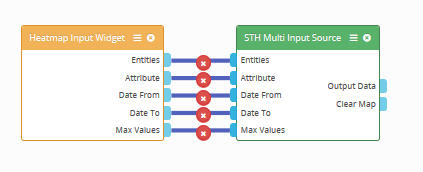 Heatmap Input Widget
Entities
Attribute
Date From
Date To
Max Values
STH Multi Input Source
Entities
Attribute
Date From
Date To
Max Values
Output Data
Clear Map